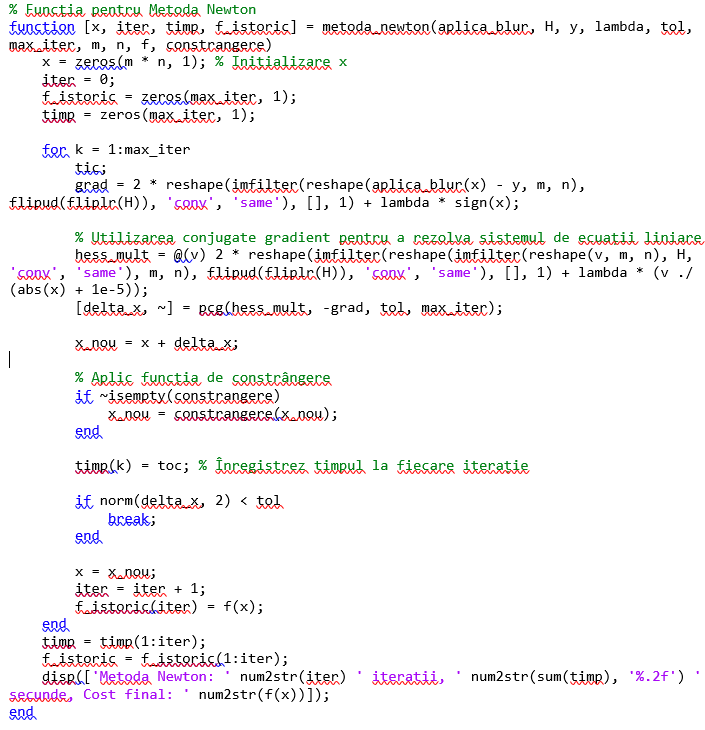 % Funcția pentru Metoda Newton
function [x, iter, timp, f_istoric] = metoda_newton(aplica_blur, H, y, lambda, tol,
max_iter, m, n, f, constrangere)
    x = zeros(m * n, 1); % Initializare x
    iter = 0;
    f_istoric = zeros(max_iter, 1);
    timp = zeros(max_iter, 1);

    for k = 1:max_iter
        tic;
        grad = 2 * reshape(imfilter(reshape(aplica_blur(x) - y, m, n),
flipud(fliplr(H)), 'conv', 'same'), [], 1) + lambda * sign(x);

        % Utilizarea conjugate gradient pentru a rezolva sistemul de ecuații liniare
        hess_mult = @(v) 2 * reshape(imfilter(reshape(imfilter(reshape(v, m, n), H,
'conv', 'same'), m, n), flipud(fliplr(H)), 'conv', 'same'), [], 1) + lambda * (v ./
(abs(x) + 1e-5));
        [delta_x, ~] = pcg(hess_mult, -grad, tol, max_iter);

        x_nou = x + delta_x;

        % Aplic funcția de constrângere
        if ~isempty(constrangere)
            x_nou = constrangere(x_nou);
        end

        timp(k) = toc; % Înregistrez timpul la fiecare iterație

        if norm(delta_x, 2) < tol
            break;
        end

        x = x_nou;
        iter = iter + 1;
        f_istoric(iter) = f(x);
    end
    timp = timp(1:iter);
    f_istoric = f_istoric(1:iter);
    disp(['Metoda Newton: ' num2str(iter) ' iteratii, ' num2str(sum(timp), '%.2f') '
secunde, Cost final: ' num2str(f(x))]);
end